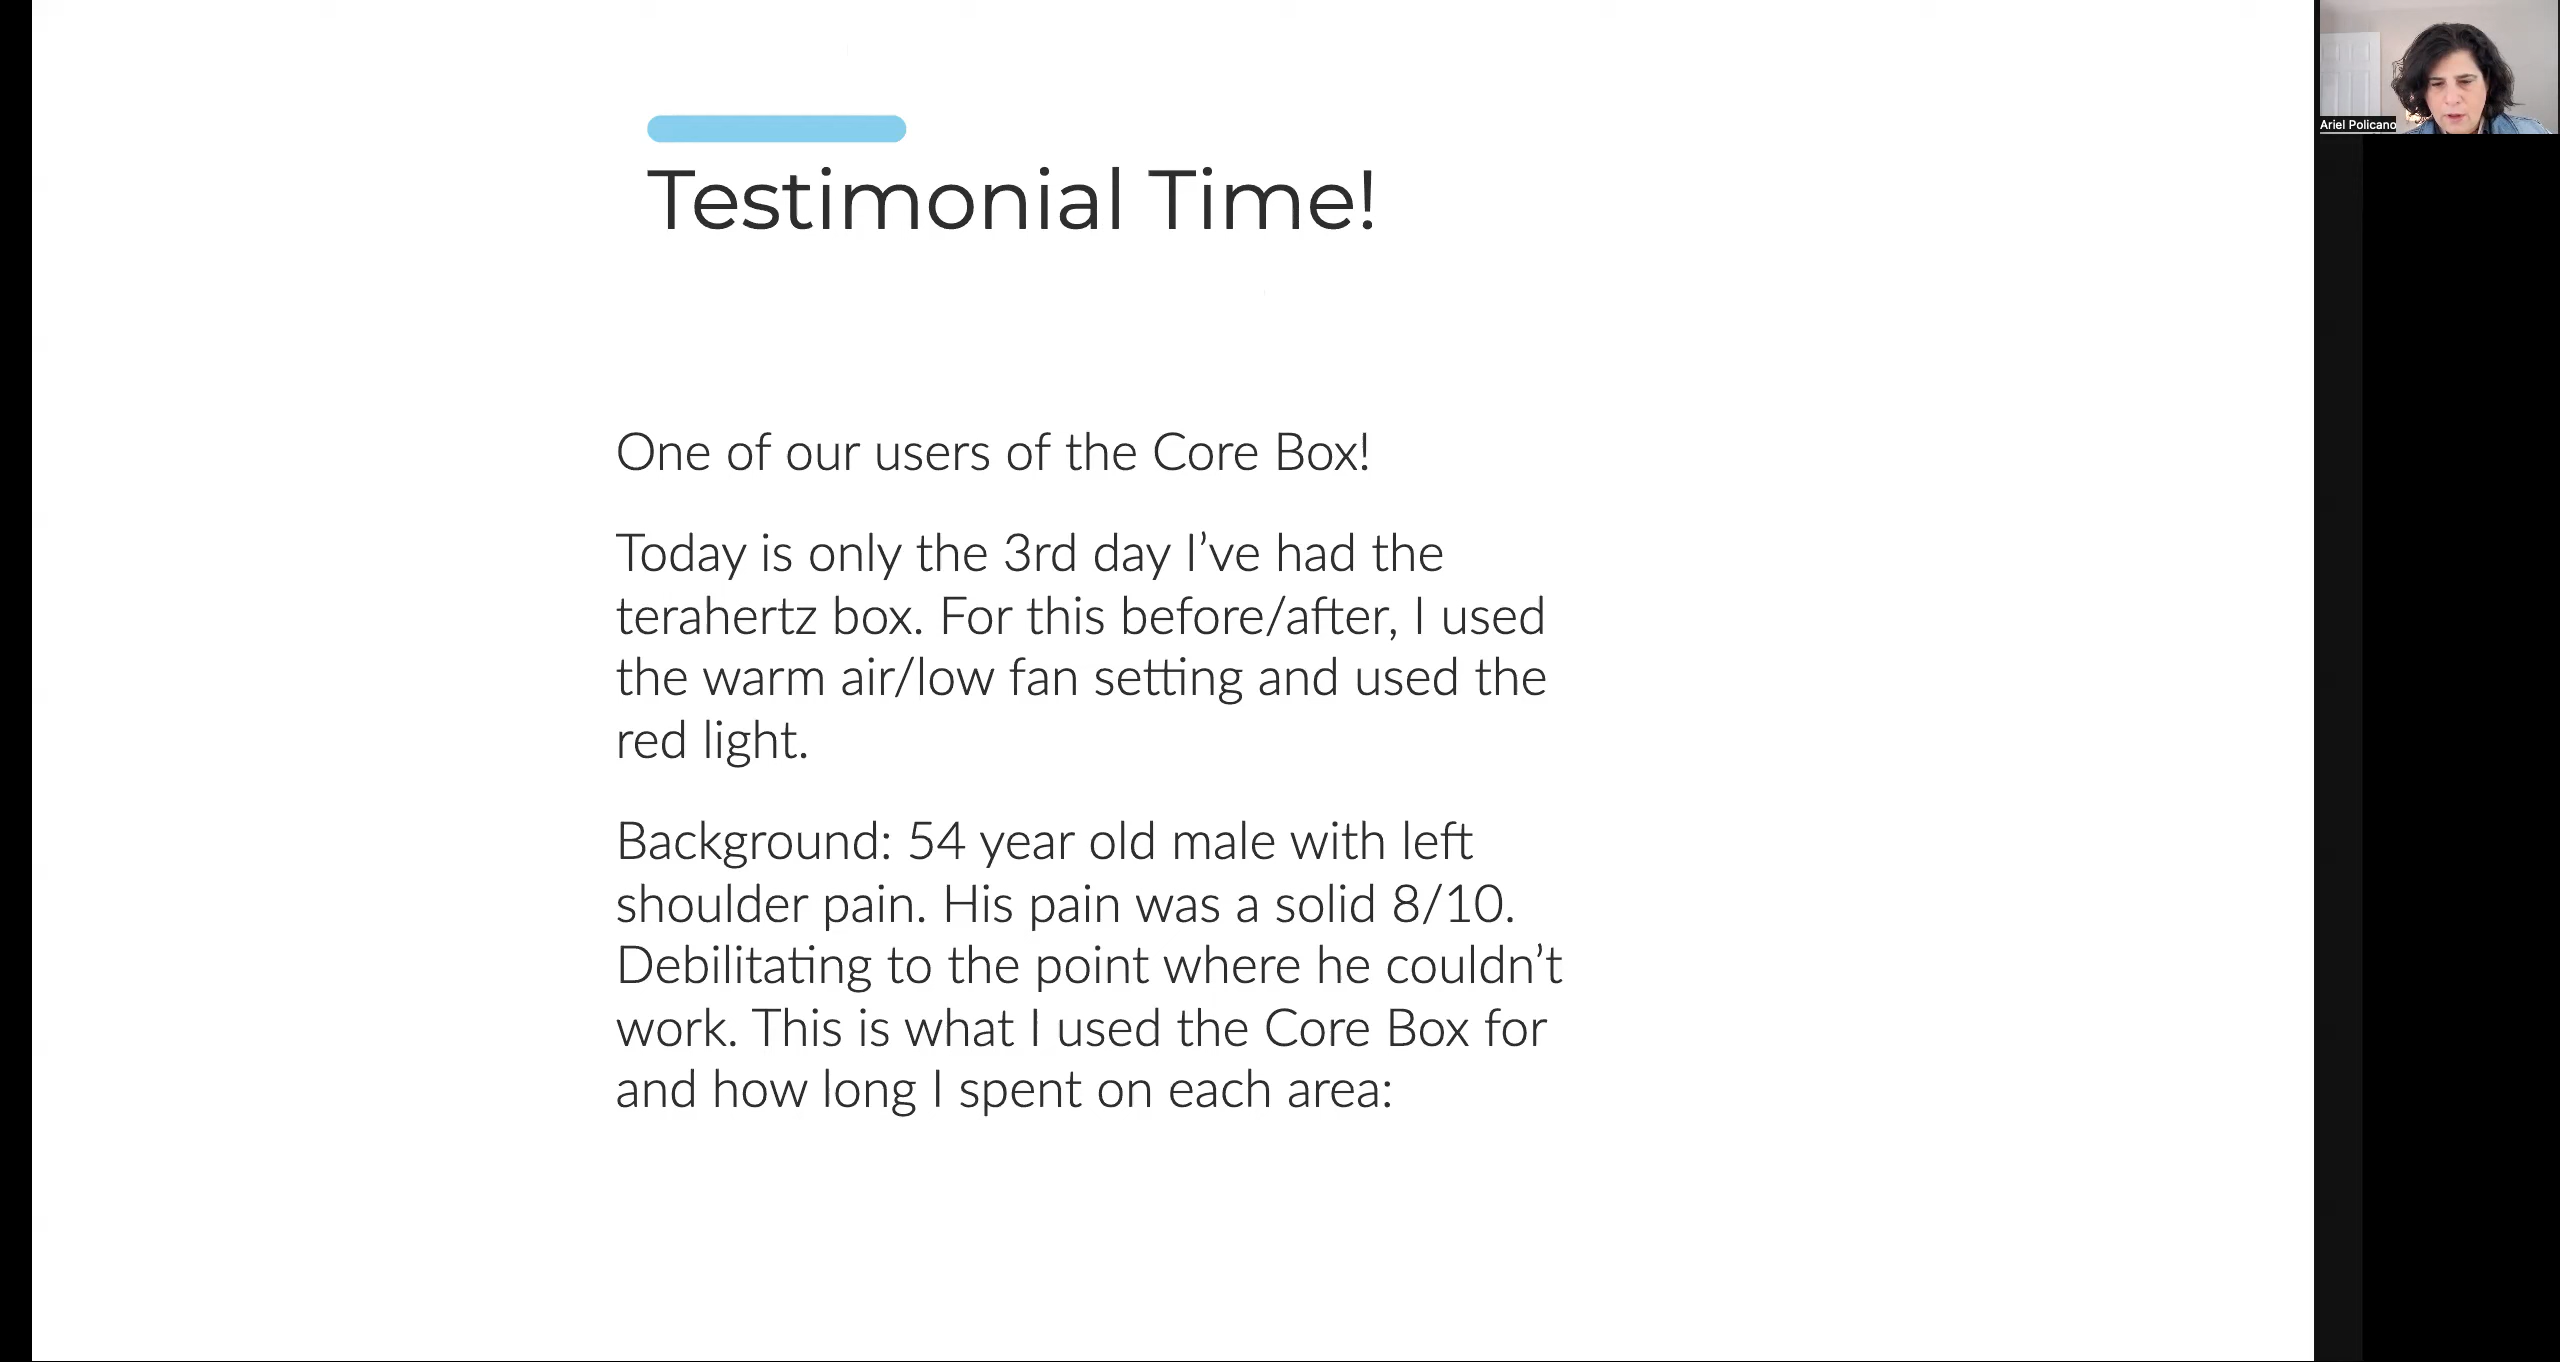 Testimonial Time!
One of our users of the Core Box!
Today is only the 3rd day I’ve had the
terahertz box. For this before/after, I used
the warm air/low fan setting and used the
red light.
Background: 54 year old male with left
shoulder pain. His pain was a solid 8/10.
Debilitating to the point where he couldn’t
work. This is what I used the Core Box for
and how long I spent on each area:
Ariel Policano